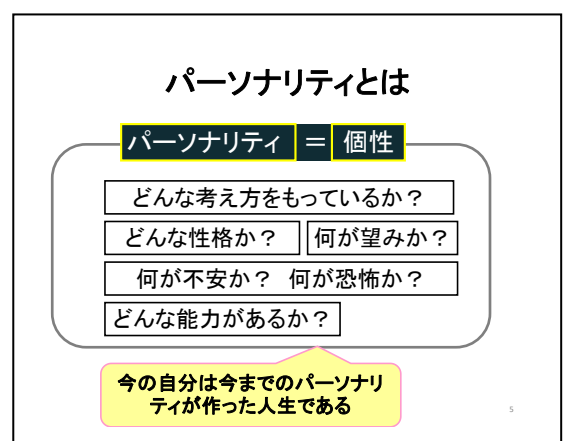 パーソナリティとは
パーソナリティ ＝ 個性
どんな考え方をもっているか？
どんな性格か？ 何が望みか？
何が不安か？ 何が恐怖か？
どんな能力があるか？
今の自分は今までのパーソナリ
ティが作った人生である
5